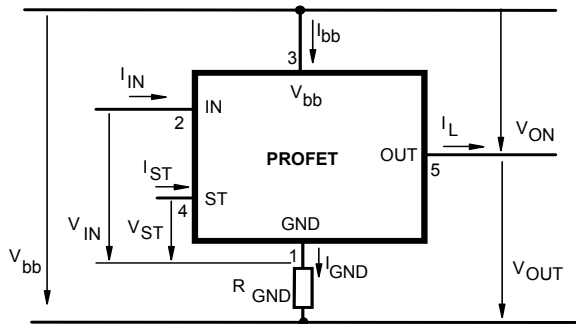 I bb
3
V bb
I IN
IN
2
I L
V ON
PROFET
OUT
5
I ST
ST
4
V IN
V ST
GND
V bb
1
I GND
V OUT
R GND